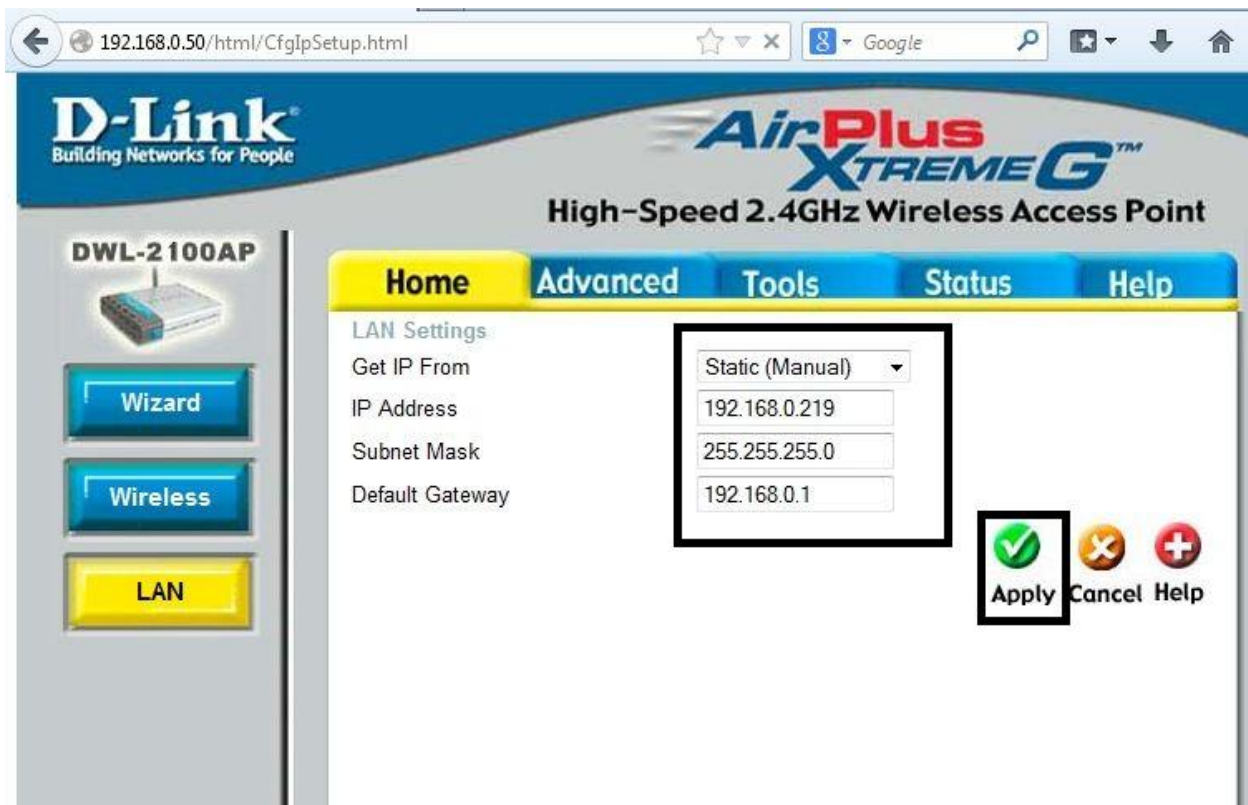 192.168.0.50/html/CfgIpSetup.html
8 Google
D-Link
Building Networks for People
AirPlus
XTREME G™
High-Speed 2.4GHz Wireless Access Point
DWL-2100AP
Home Advanced Tools Status Help
LAN Settings
Get IP From Static (Manual)
Wizard
IP Address 192.168.0.219
Subnet Mask 255.255.255.0
Wireless
Default Gateway 192.168.0.1
LAN
Apply Cancel Help